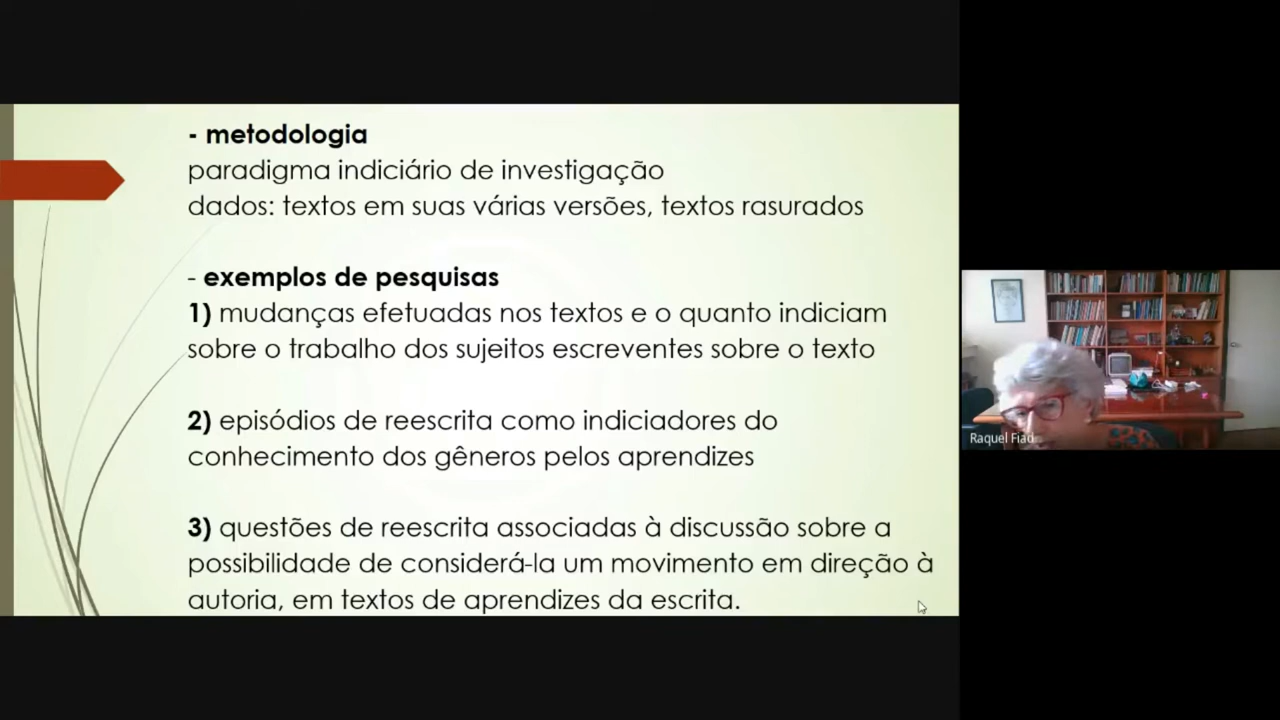 - metodologia
paradigma indiciário de investigação
dados: textos em suas várias versões, textos rasurados
- exemplos de pesquisas
1) mudanças efetuadas nos textos e o quanto indiciam
sobre o trabalho dos sujeitos escreventes sobre o texto
2) episódios de reescrita como indiciadores do
conhecimento dos gêneros pelos aprendizes
3) questões de reescrita associadas à discussão sobre a
possibilidade de considerá-la um movimento em direção à
autoria, em textos de aprendizes da escrita.
Raquel Fiad